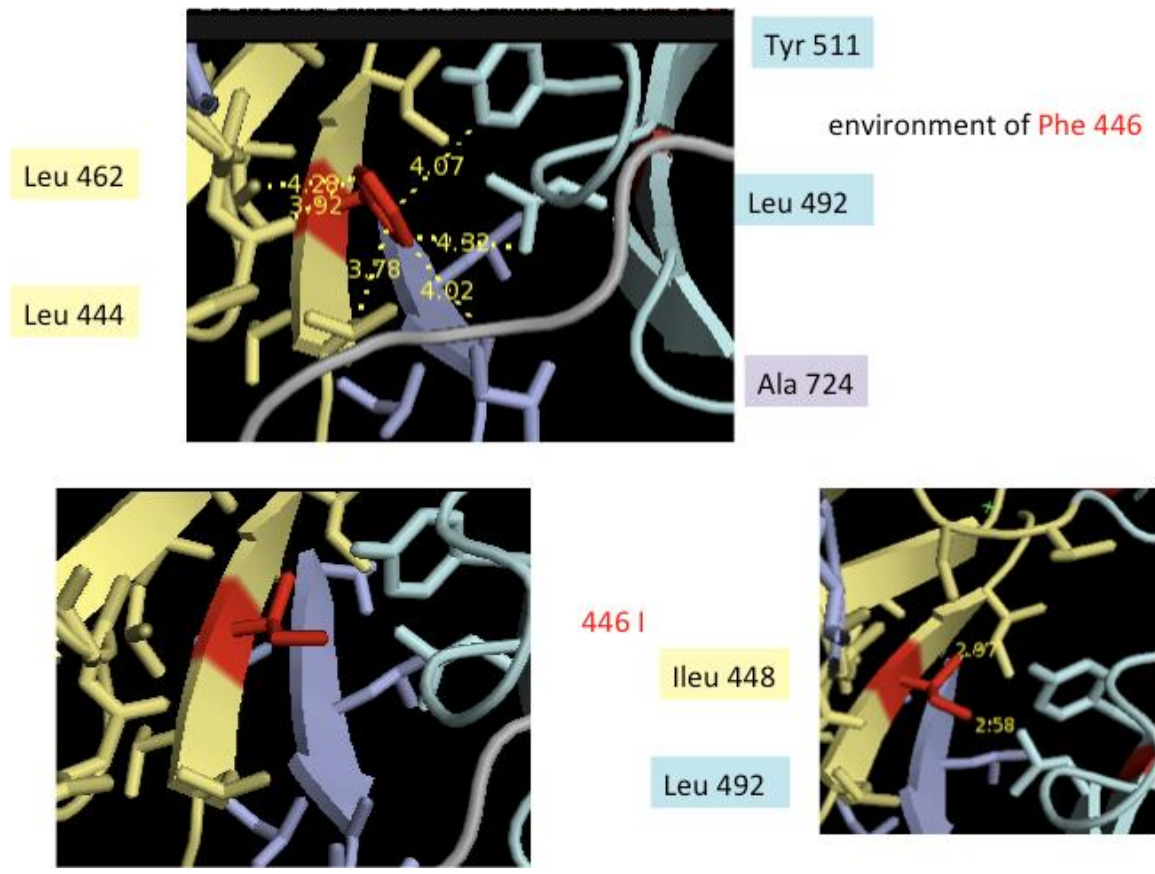 Tyr 511
environment of Phe 446
Leu 462
Leu 492
4.07
4.28
3.92
4.32
3.78
4.02
Leu 444
Ala 724
446 I
Ileu 448
2.97
2.58
Leu 492